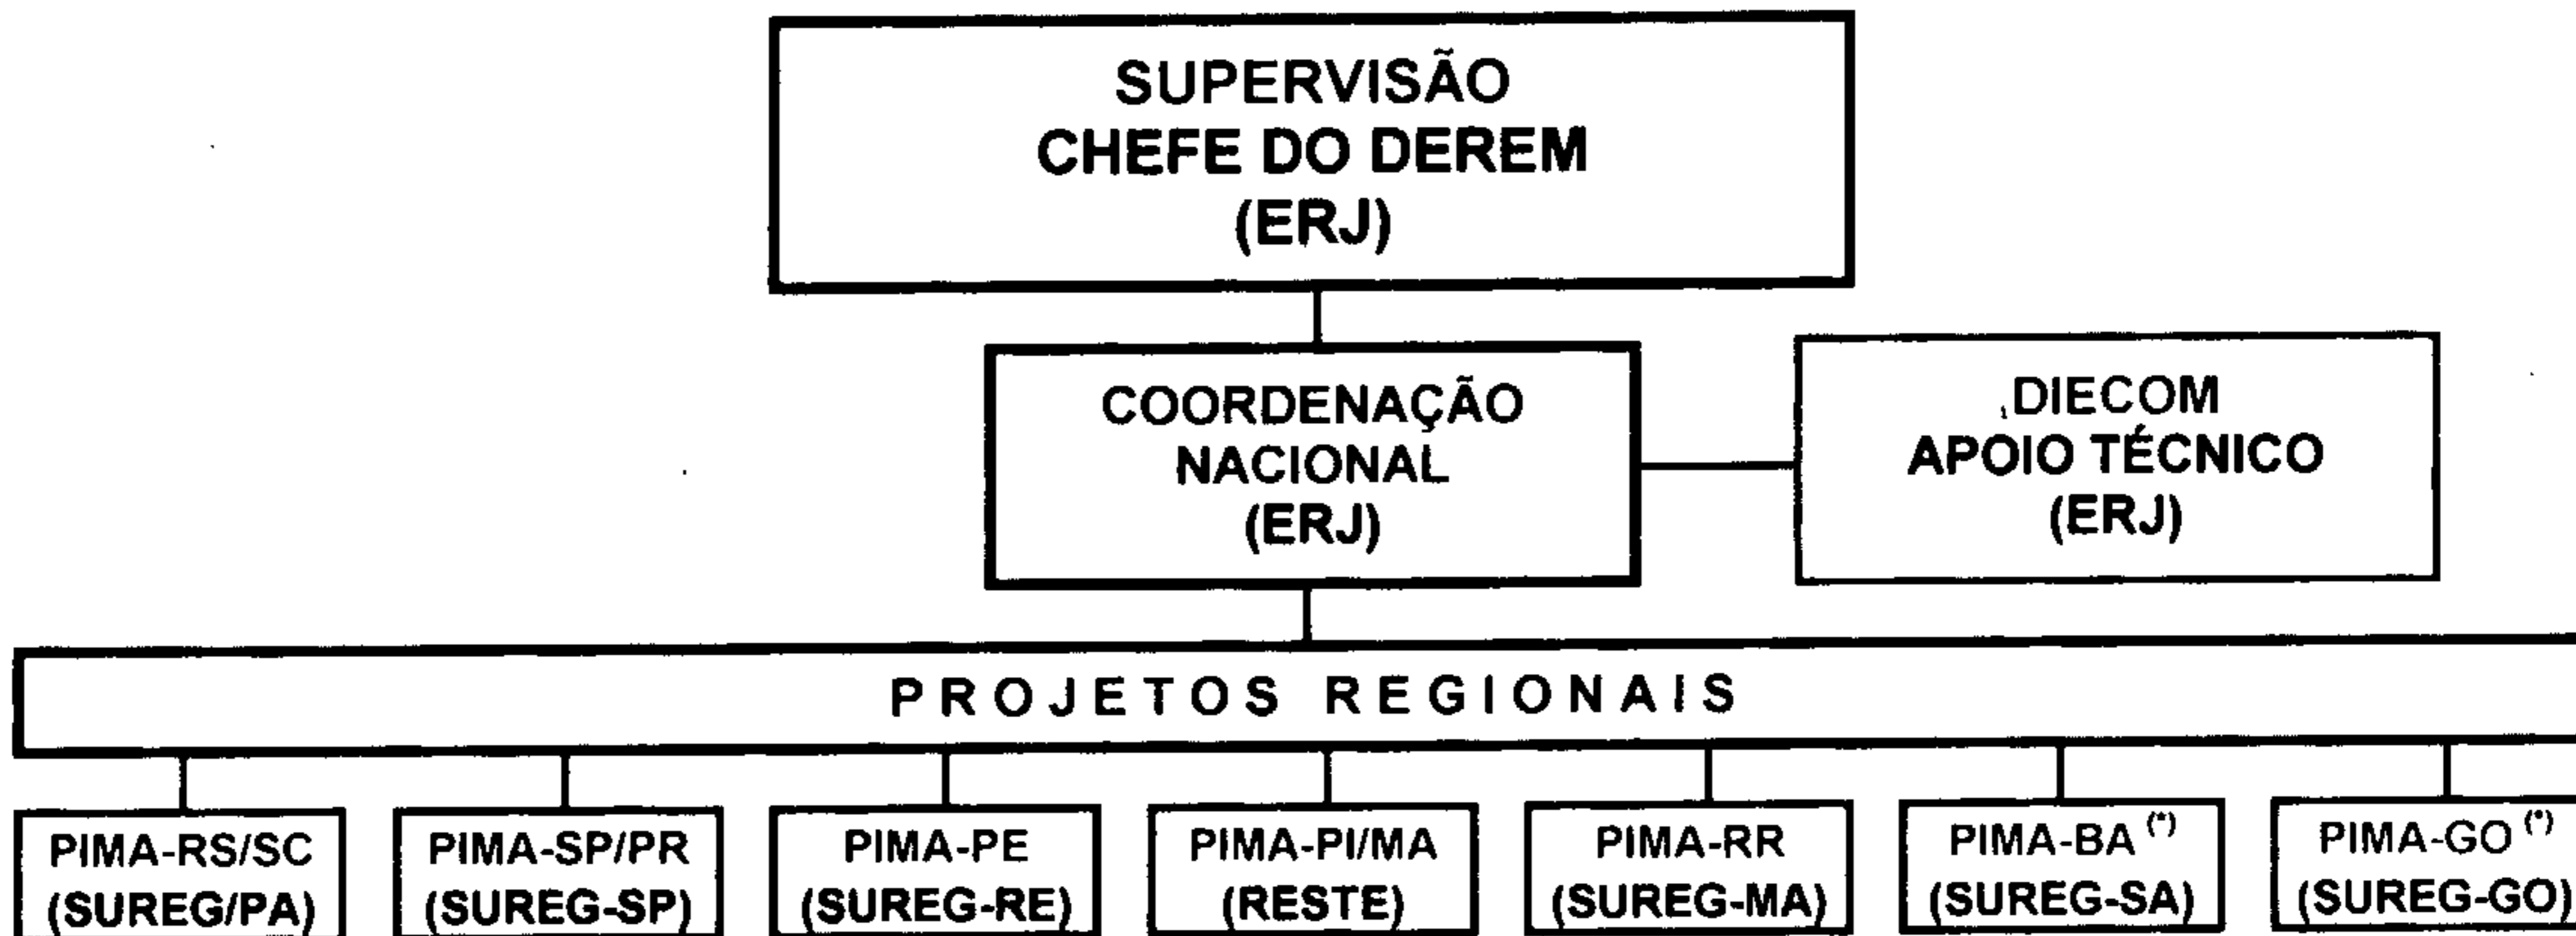 SUPERVISÃO
CHEFE DO DEREM
(ERJ)
COORDENAÇÃO
NACIONAL
(ERJ)
DIECOM
APOIO TÉCNICO
(ERJ)
PROJETOS REGIONAIS
PIMA-RS/SC
(SUREG/PA)
PIMA-SP/PR
(SUREG-SP)
PIMA-PE
(SUREG-RE)
PIMA-PI/MA
(RESTE)
PIMA-RR
(SUREG-MA)
PIMA-BA (*)
(SUREG-SA)
PIMA-GO (*)
(SUREG-GO)